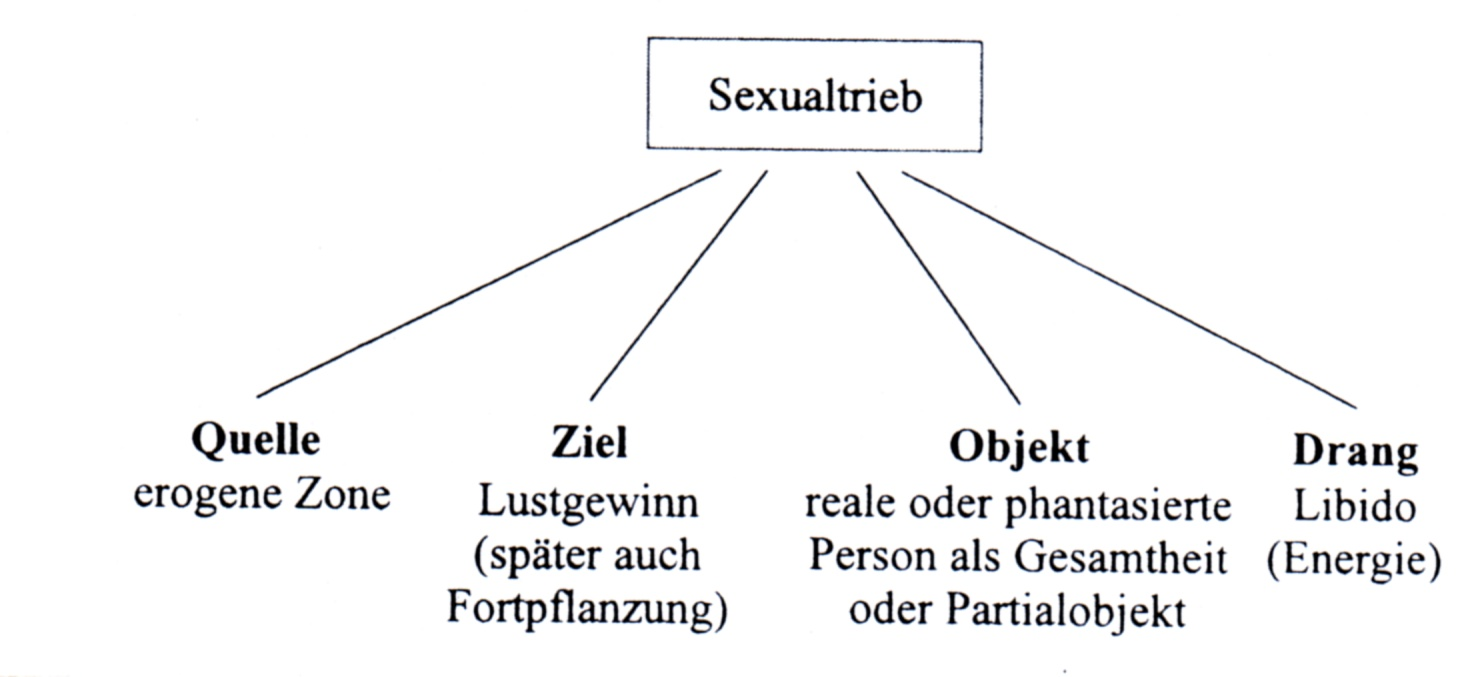 Sexualtrieb
Quelle
erogene Zone
Ziel
Lustgewinn
(später auch
Fortpflanzung)
Objekt
reale oder phantasierte
Person als Gesamtheit
oder Partialobjekt
Drang
Libido
(Energie)